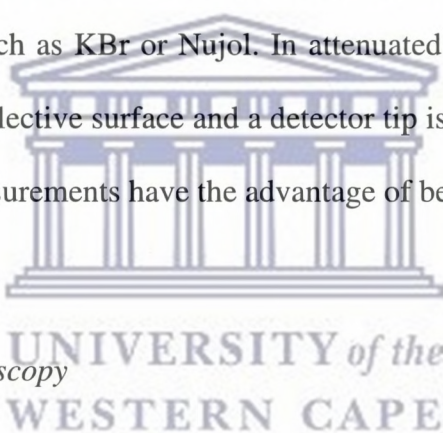 ch as KBr or Nujol. In attenuated
lective surface and a detector tip is
surements have the advantage of be
UNIVERSITY of the
scopy
WESTERN CAPE